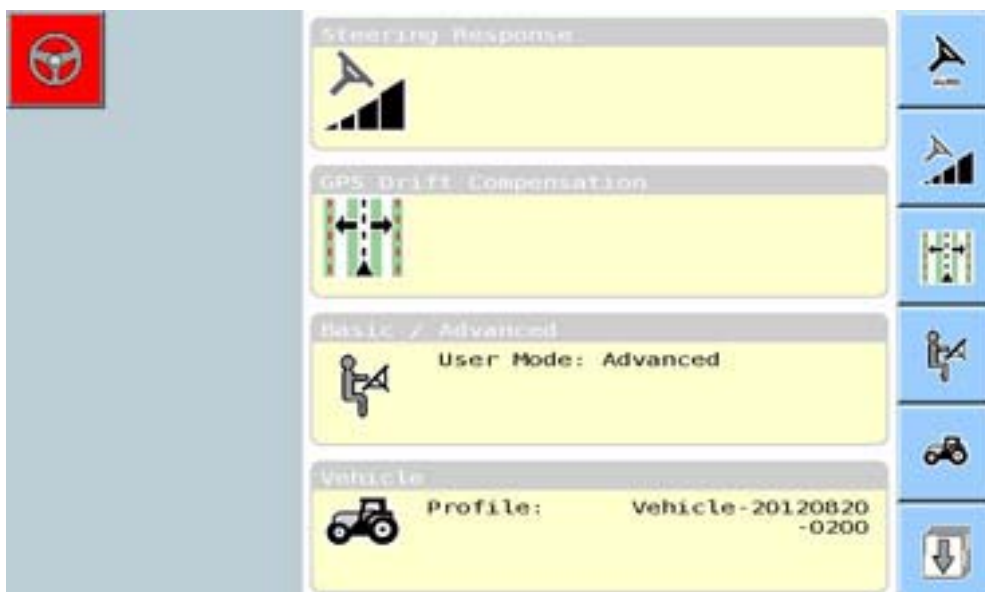 Steering Response
GPS Drift Compensation
Basic / Advanced
User Mode: Advanced
Vehicle
Profile: Vehicle-20120820
-0200